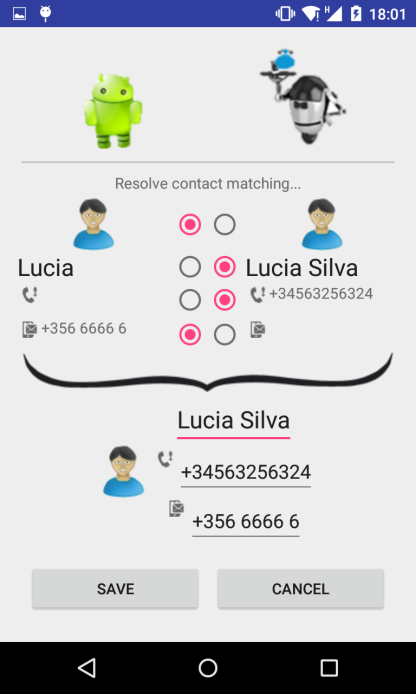 H
18:01
Resolve contact matching...
Lucia
Lucia Silva
+34563256324
+356 6666 6
Lucia Silva
+34563256324
+356 6666 6
SAVE
CANCEL